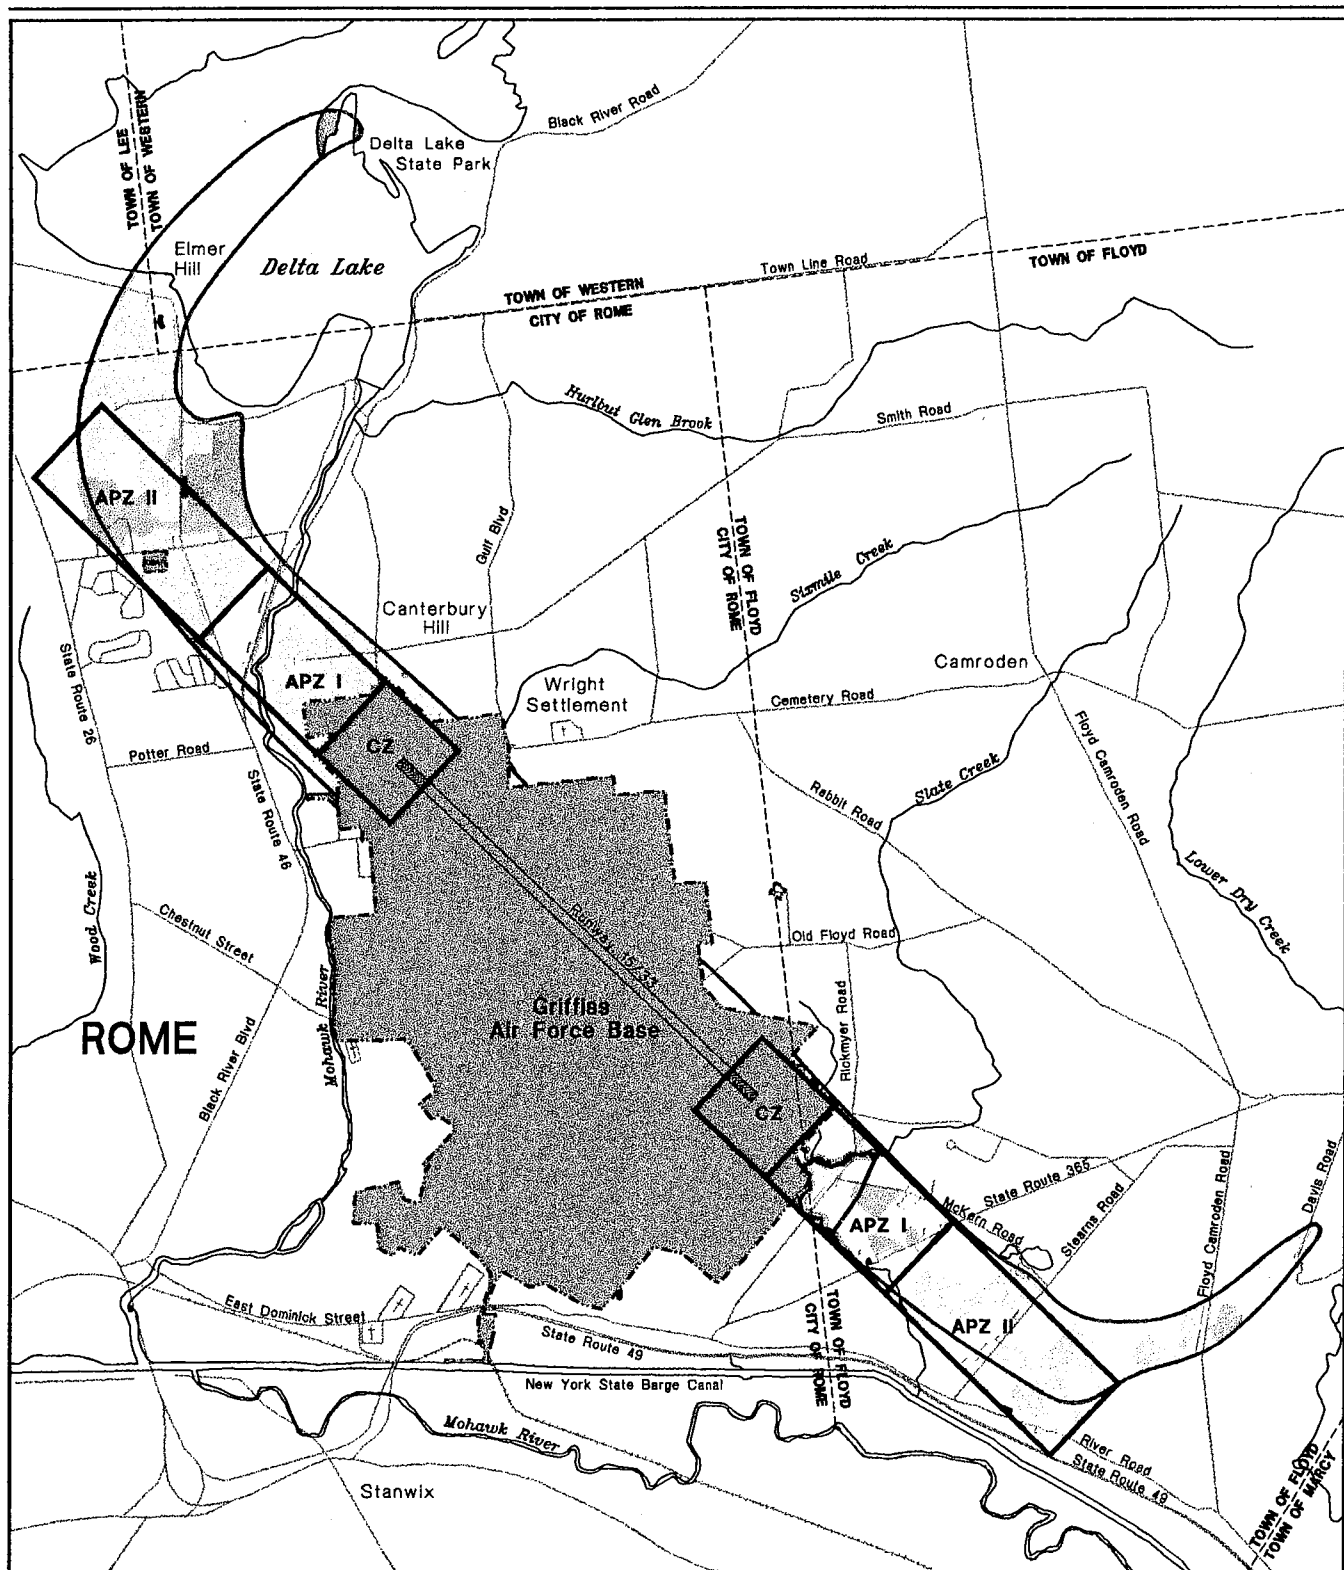 Black River Road
TOWN OF LEE
TOWN OF WESTERN
Delta Lake
State Park
Elmer
Hill
Delta Lake
Town Line Road
TOWN OF FLOYD
TOWN OF WESTERN
CITY OF ROME
Hurlbut Glen Brook
Smith Road
APZ II
Gulf Blvd
TOWN OF FLOYD
CITY OF ROME
Sixmile Creek
Canterbury
Hill
Camroden
State Route 26
APZ I
Wright
Settlement
Cemetery Road
Floyd Camroden Road
Potter Road
CZ
State Route 46
Rabbit Road
Slate Creek
Lower Dry Creek
Wood Creek
Chestnut Street
Runway 15/33
Old Floyd Road
Mohawk River
Griffiss
Air Force Base
Rickmyer Road
ROME
Black River Blvd
CZ
State Route 365
McKern Road
Stearns Road
Floyd Camroden Road
Davis Road
APZ I
East Dominick Street
State Route 49
TOWN OF FLOYD
CITY OF ROME
APZ II
New York State Barge Canal
Mohawk River
River Road
State Route 49
Stanwix
TOWN OF FLOYD
TOWN OF MARCY